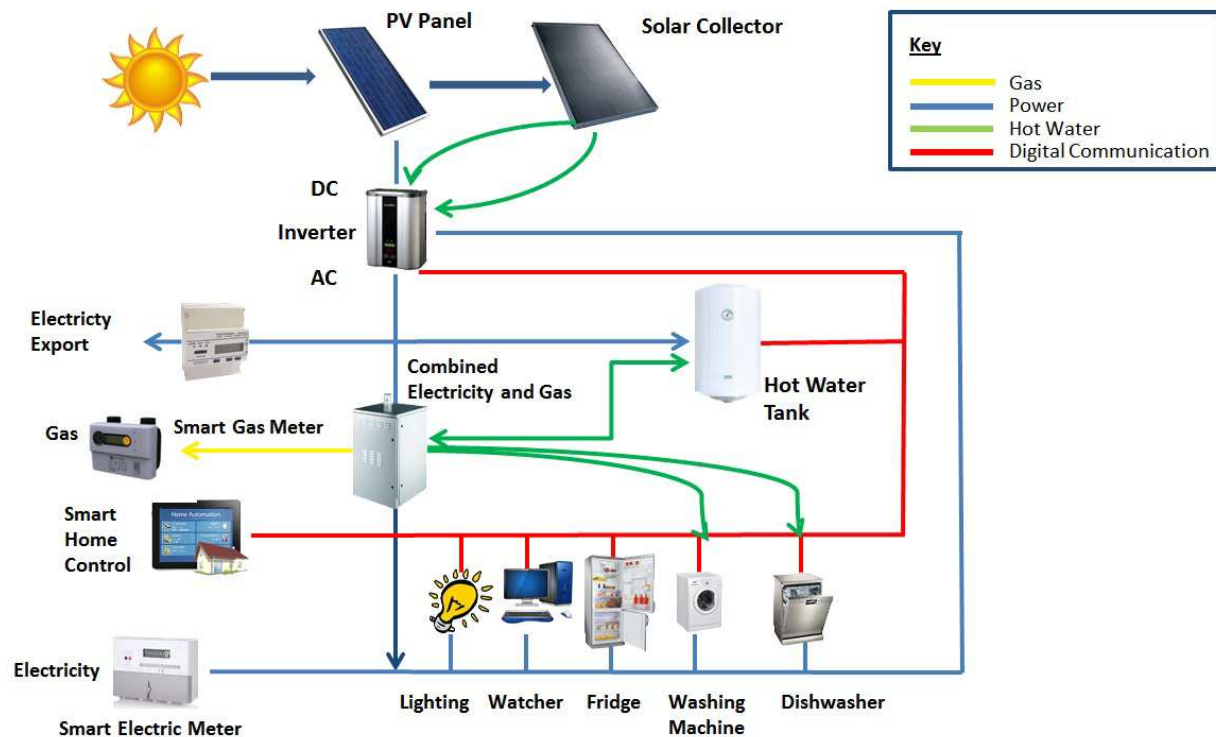 PV Panel
Solar Collector
Key
Gas
Power
Hot Water
Digital Communication
DC
Inverter
AC
Electricty
Export
Combined
Electricity and Gas
Hot Water
Tank
Gas
Smart Gas Meter
Smart
Home
Control
Home Automation
Electricity
Smart Electric Meter
Lighting
Watcher
Fridge
Washing
Machine
Dishwasher